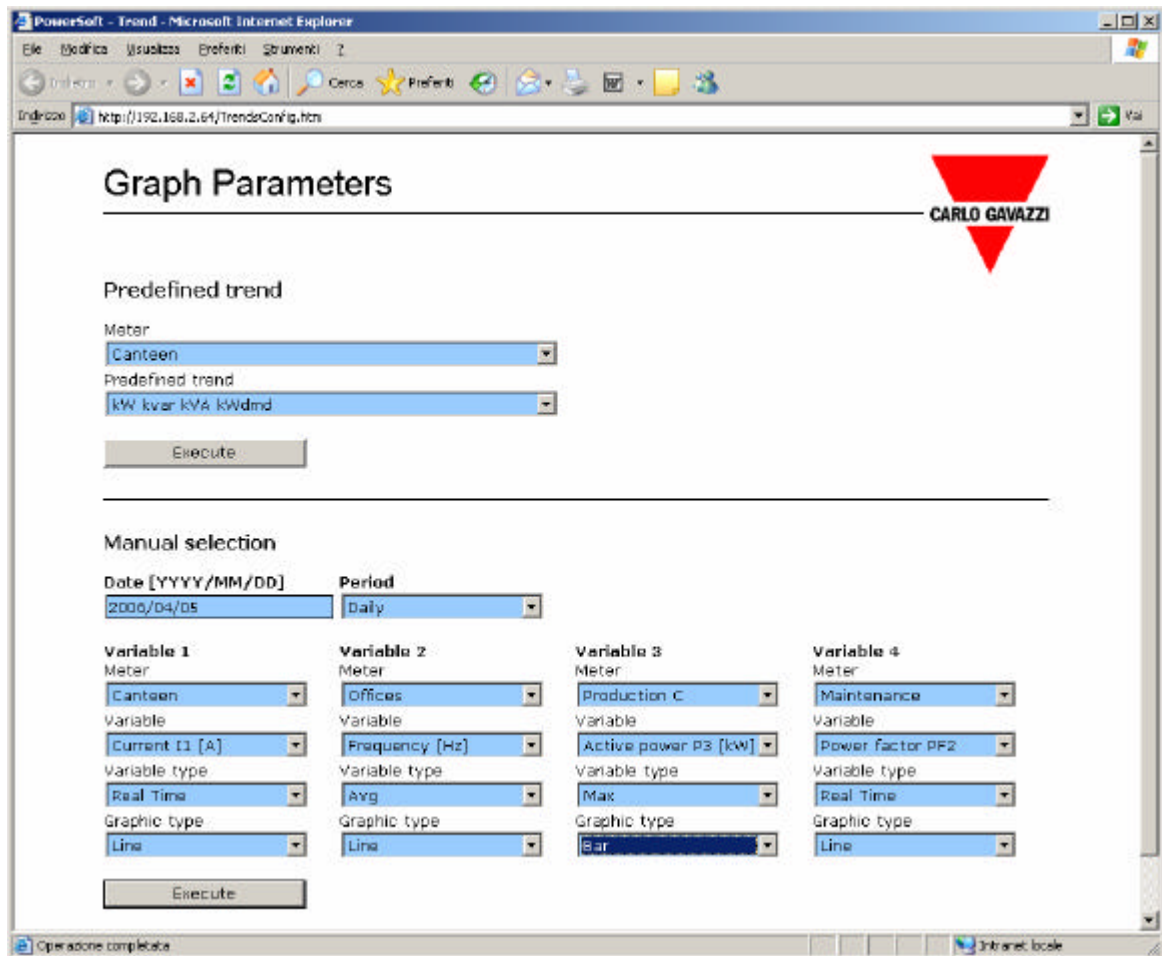 PowerSoft - Trend - Microsoft Internet Explorer
File Modifica Visualizza Preferiti Strumenti ?
Indietro Cerca Preferiti
Indirizzo http://192.168.2.64/TrendsConfig.htm Vai
Graph Parameters
CARLO GAVAZZI
Predefined trend
Meter
Canteen
Predefined trend
kW kvar kVA kWdmd
Execute
Manual selection
Date [YYYY/MM/DD] Period
2006/04/05 Daily
Variable 1 Variable 2 Variable 3 Variable 4
Meter Meter Meter Meter
Canteen Offices Production C Maintenance
Variable Variable Variable Variable
Current I1 [A] Frequency [Hz] Active power P3 [kW] Power factor PF2
Variable type Variable type Variable type Variable type
Real Time Avg Max Real Time
Graphic type Graphic type Graphic type Graphic type
Line Line Bar Line
Execute
Operazione completata Intranet locale